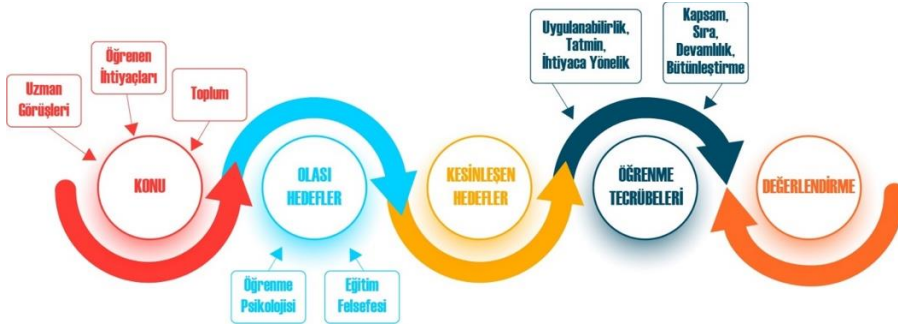 Uzman
Görüşleri
Öğrenen
İhtiyaçları
Toplum
KONU
OLASI
HEDEFLER
Öğrenme
Psikolojisi
Eğitim
Felsefesi
KESİNLEŞEN
HEDEFLER
Uygulanabilirlik,
Tatmin,
İhtiyaca Yönelik
Kapsam,
Sıra,
Devamlılık,
Bütünleştirme
ÖĞRENME
TECRÜBELERİ
DEĞERLENDİRME